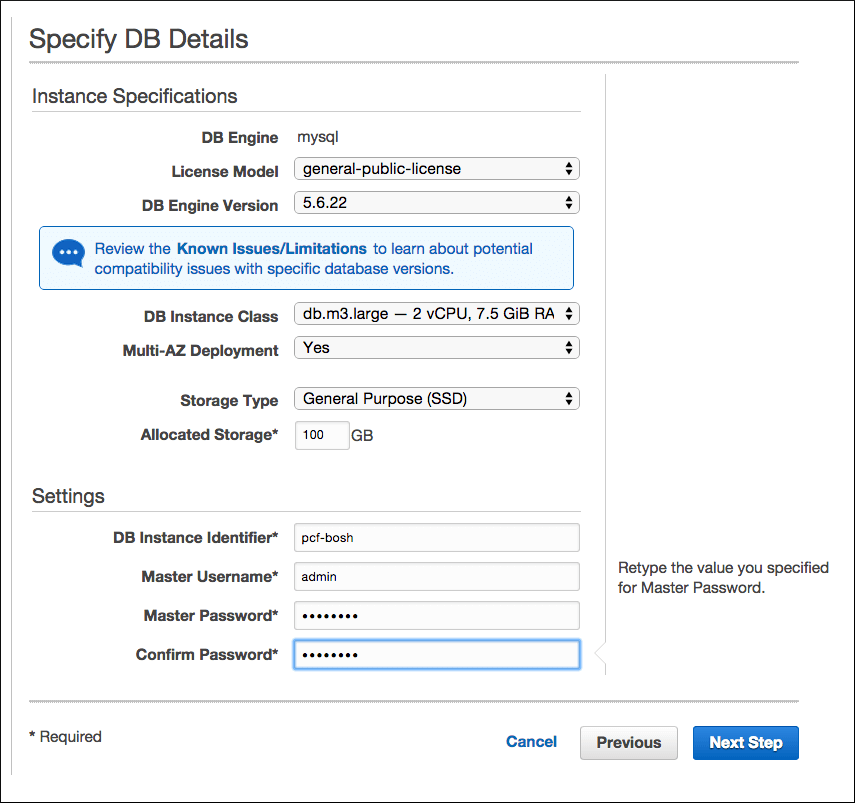 Specify DB Details
Instance Specifications
DB Engine mysql
License Model general-public-license
DB Engine Version 5.6.22
Review the Known Issues/Limitations to learn about potential
compatibility issues with specific database versions.
DB Instance Class db.m3.large — 2 vCPU, 7.5 GiB RA
Multi-AZ Deployment Yes
Storage Type General Purpose (SSD)
Allocated Storage* 100 GB
Settings
DB Instance Identifier* pcf-bosh
Master Username* admin
Master Password* ••••••••
Confirm Password* ••••••••
Retype the value you specified
for Master Password.
* Required
Cancel Previous Next Step